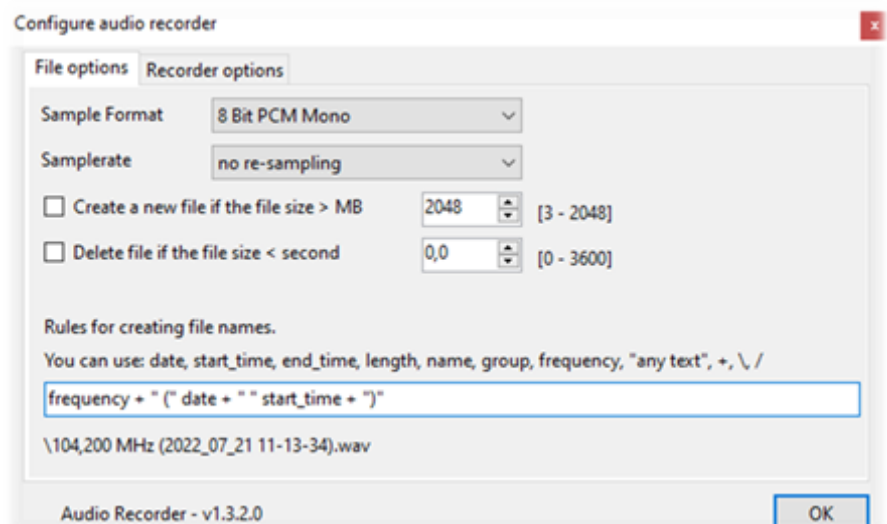 Configure audio recorder
x
File options Recorder options
Sample Format 8 Bit PCM Mono
Samplerate no re-sampling
Create a new file if the file size > MB 2048 [3 - 2048]
Delete file if the file size < second 0,0 [0 - 3600]
Rules for creating file names.
You can use: date, start_time, end_time, length, name, group, frequency, "any text", +, \, /
frequency + " (" date + " " start_time + ")"
\104,200 MHz (2022_07_21 11-13-34).wav
Audio Recorder - v1.3.2.0 OK